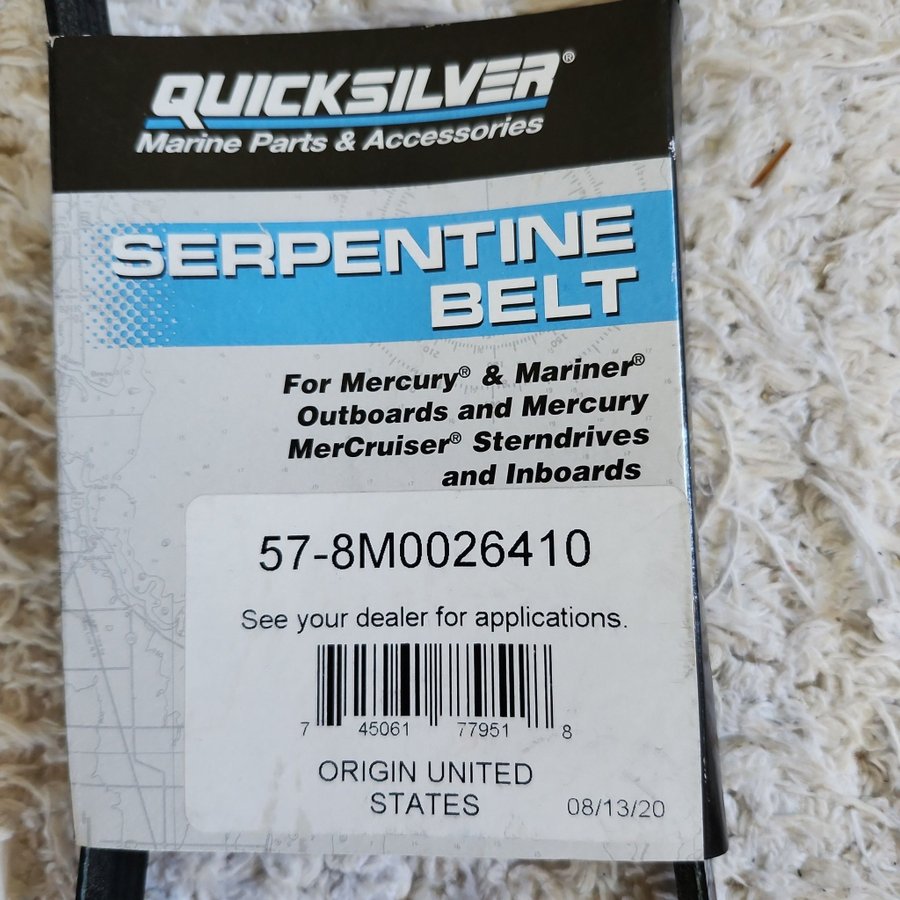 QUICKSILVER®
Marine Parts & Accessories
SERPENTINE
BELT
For Mercury® & Mariner®
Outboards and Mercury
MerCruiser® Sterndrives
and Inboards
57-8M0026410
See your dealer for applications.
7 45061 77951 8
ORIGIN UNITED
STATES
08/13/20